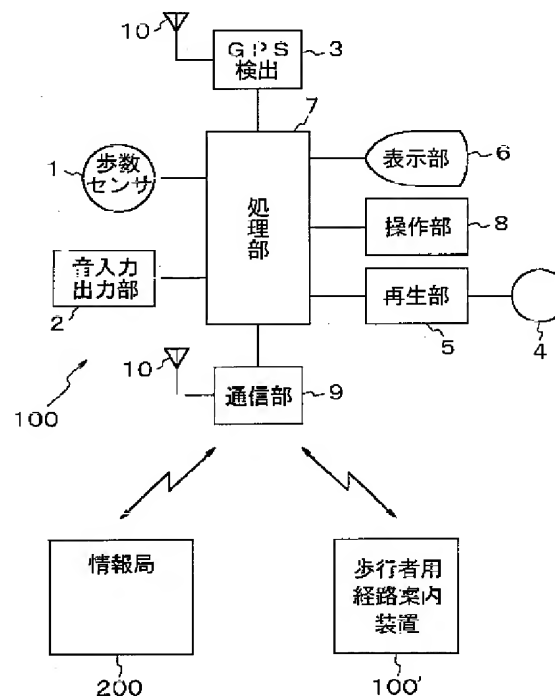 10
GPS
検出
3
7
歩数
センサ
1
処
理
部
表示部
6
操作部
8
音入力
出力部
2
再生部
5
4
10
通信部
9
100
情報局
200
歩行者用
経路案内
装置
100'